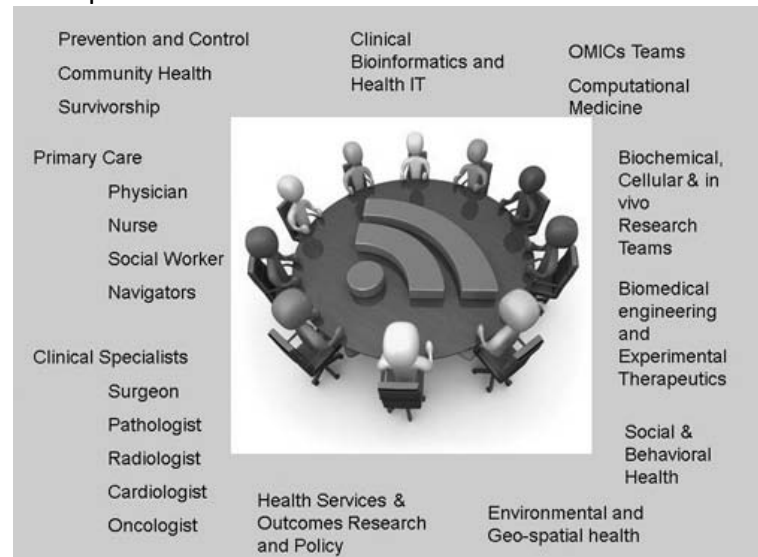 Prevention and Control
Community Health
Survivorship
Clinical
Bioinformatics and
Health IT
OMICs Teams
Computational
Medicine
Primary Care
Physician
Nurse
Social Worker
Navigators
Biochemical,
Cellular & in
vivo
Research
Teams
Biomedical
engineering
and
Experimental
Therapeutics
Clinical Specialists
Surgeon
Pathologist
Radiologist
Cardiologist
Oncologist
Social &
Behavioral
Health
Health Services &
Outcomes Research
and Policy
Environmental and
Geo-spatial health